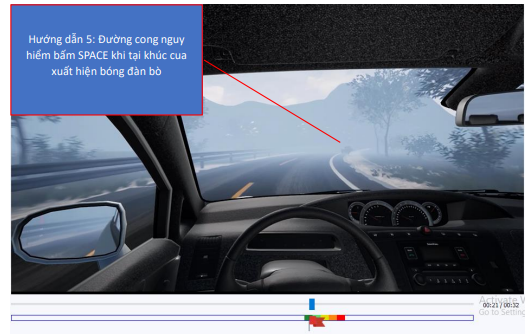 Hướng dẫn 5: Đường cong nguy
hiểm bấm SPACE khi tại khúc cua
xuất hiện bóng đàn bò
Activate
00:21 / 00:32
Go to Setting